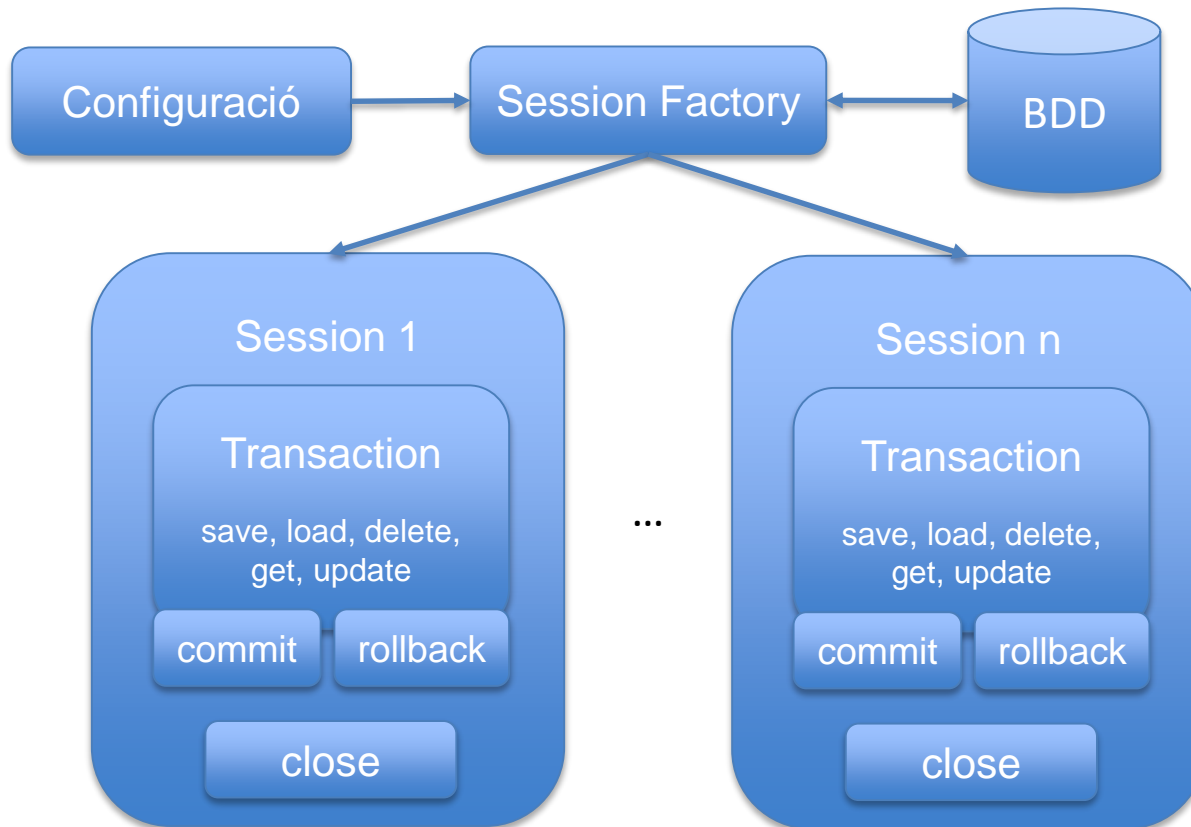 Configuració
Session Factory
BDD
Session 1
Transaction
save, load, delete,
get, update
commit
rollback
close
...
Session n
Transaction
save, load, delete,
get, update
commit
rollback
close